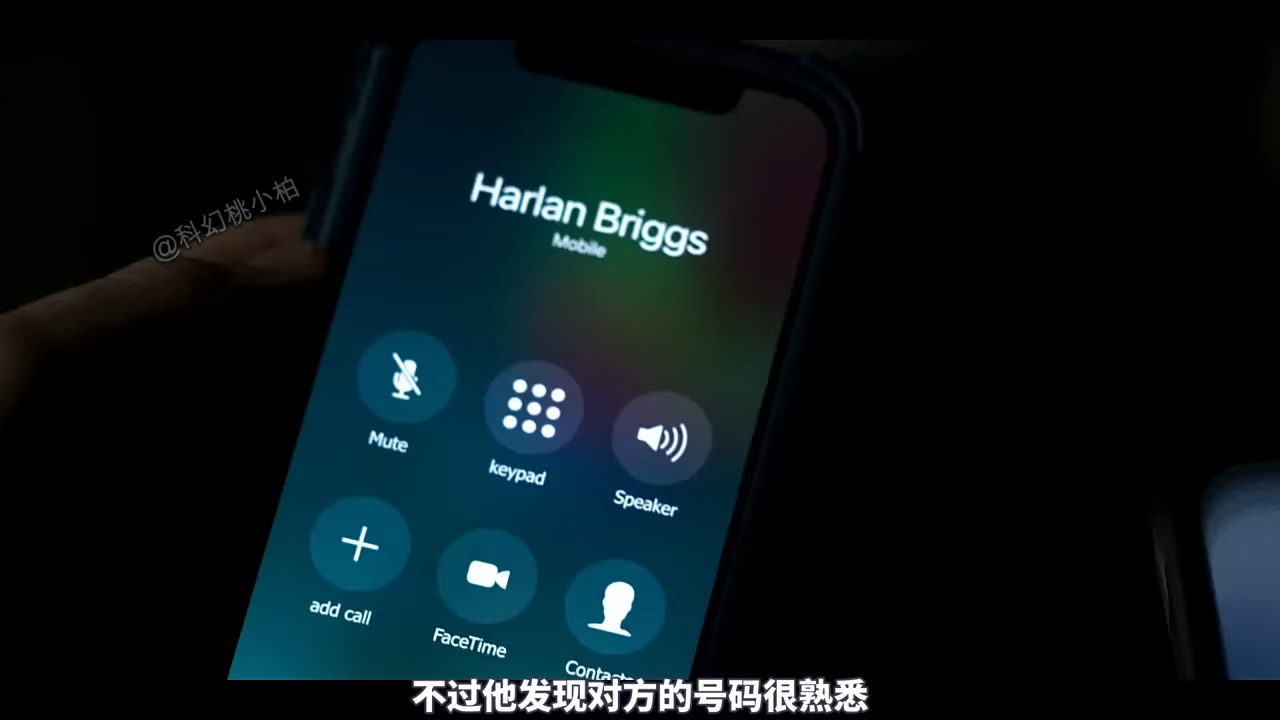 Harlan Briggs
Mobile
@科幻桃小柏
Mute
keypad
Speaker
add call
FaceTime
不过他发现对方的号码很熟悉